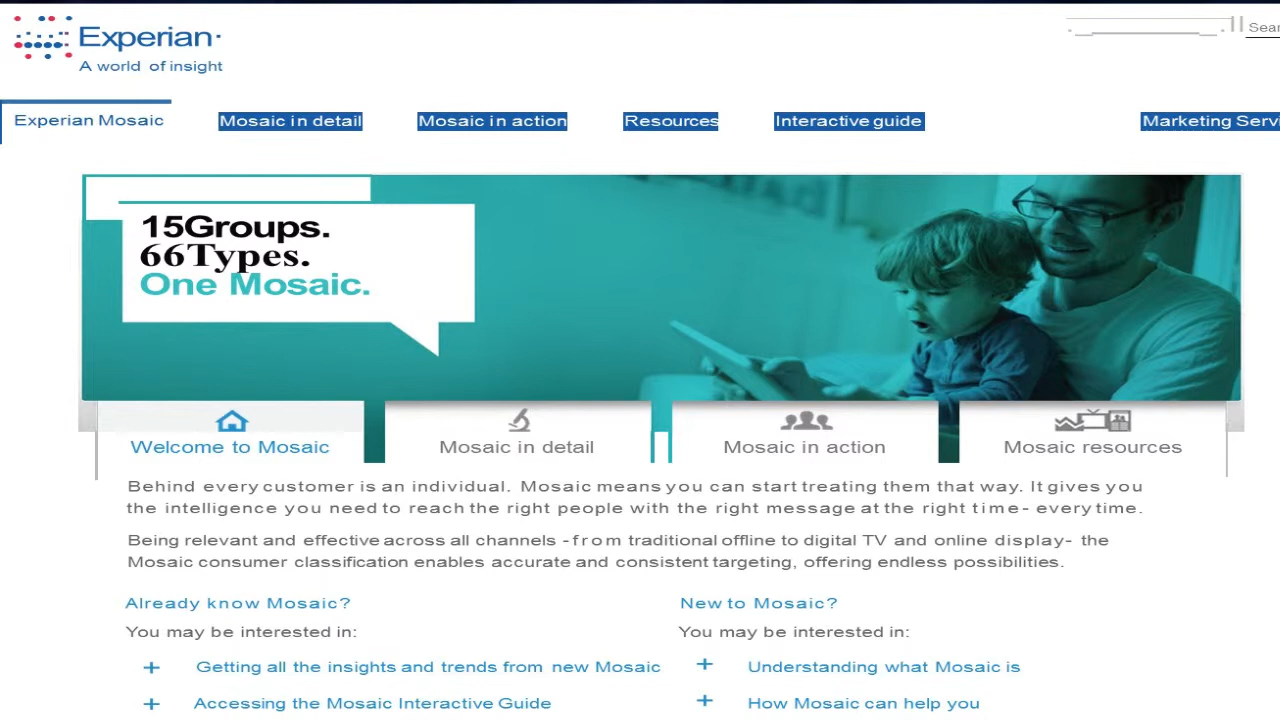 Experian
A world of insight
Sear
Experian Mosaic
Mosaic in detail
Mosaic in action
Resources
Interactive guide
Marketing Servi
15Groups.
66Types.
One Mosaic.
Welcome to Mosaic
Mosaic in detail
Mosaic in action
Mosaic resources
Behind every customer is an individual. Mosaic means you can start treating them that way. It gives you
the intelligence you need to reach the right people with the right message at the right time- every time.
Being relevant and effective across all channels -from traditional offline to digital TV and online display- the
Mosaic consumer classification enables accurate and consistent targeting, offering endless possibilities.
Already know Mosaic?
You may be interested in:
+ Getting all the insights and trends from new Mosaic
+ Accessing the Mosaic Interactive Guide
New to Mosaic?
You may be interested in:
+ Understanding what Mosaic is
+ How Mosaic can help you